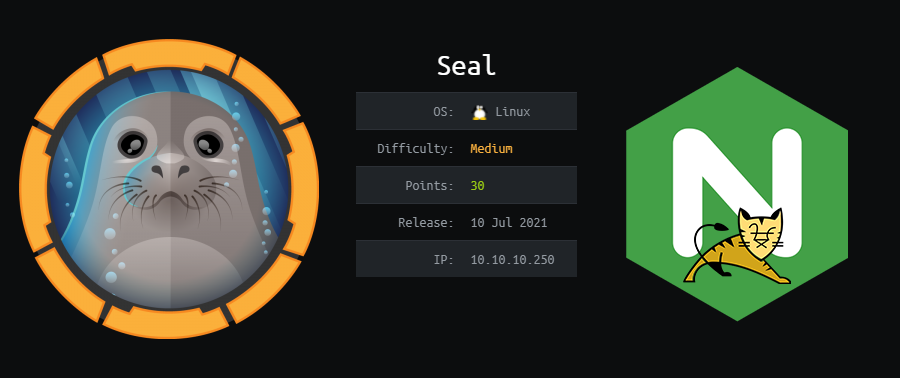 Seal
OS: Linux
Difficulty: Medium
Points: 30
Release: 10 Jul 2021
IP: 10.10.10.250
N